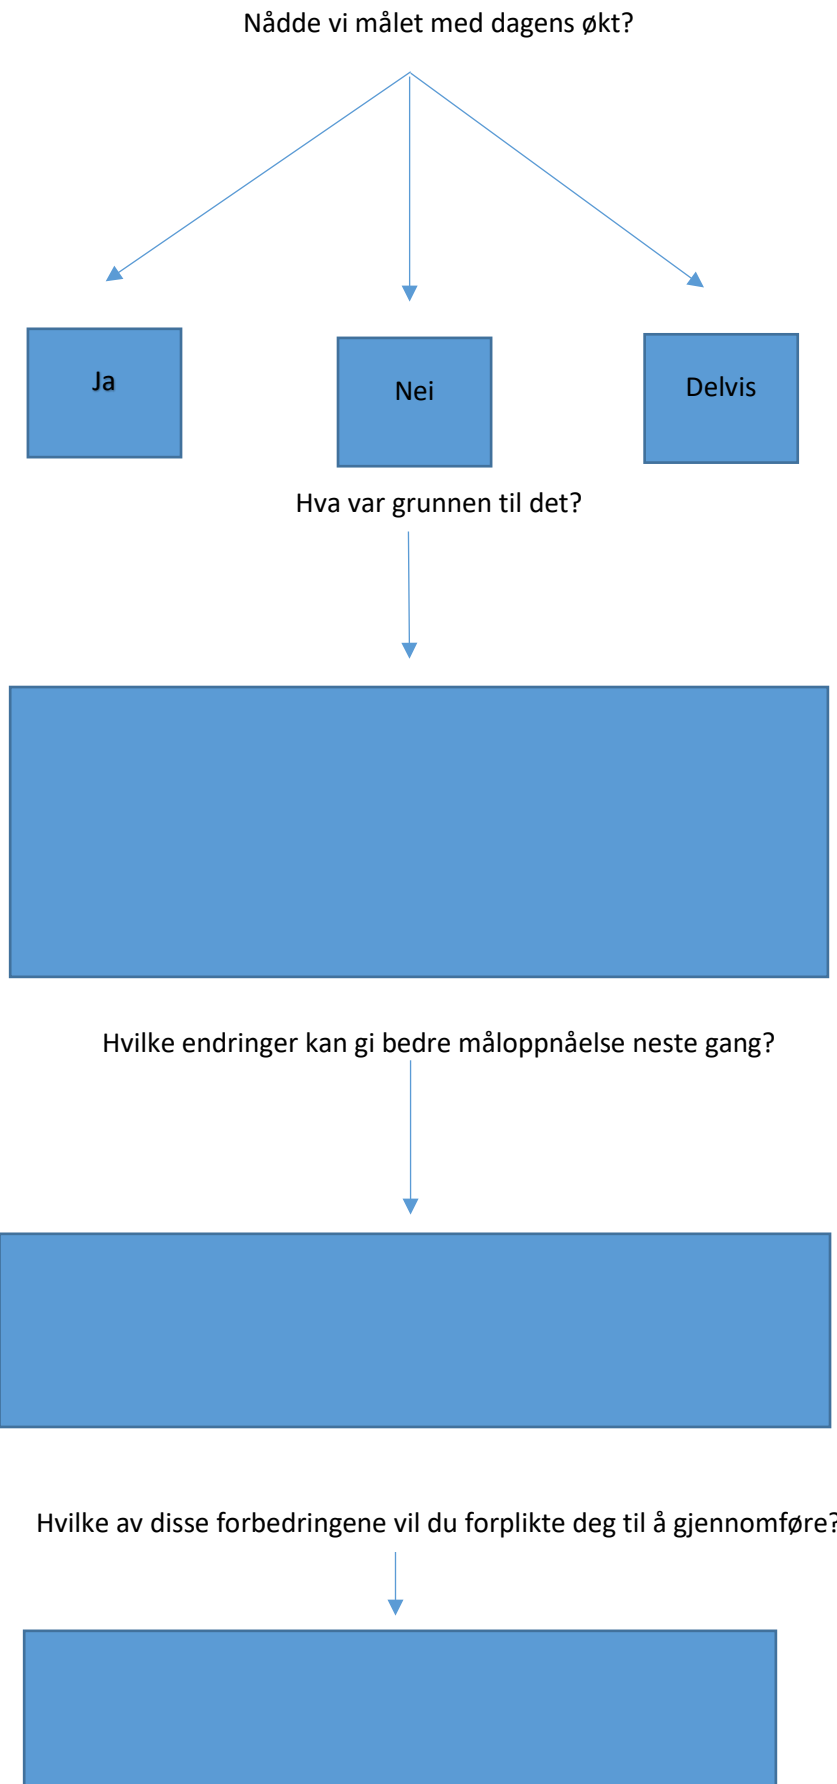 Nådde vi målet med dagens økt?
Ja
Nei
Delvis
Hva var grunnen til det?
Hvilke endringer kan gi bedre måloppnåelse neste gang?
Hvilke av disse forbedringene vil du forplikte deg til å gjennomføre?